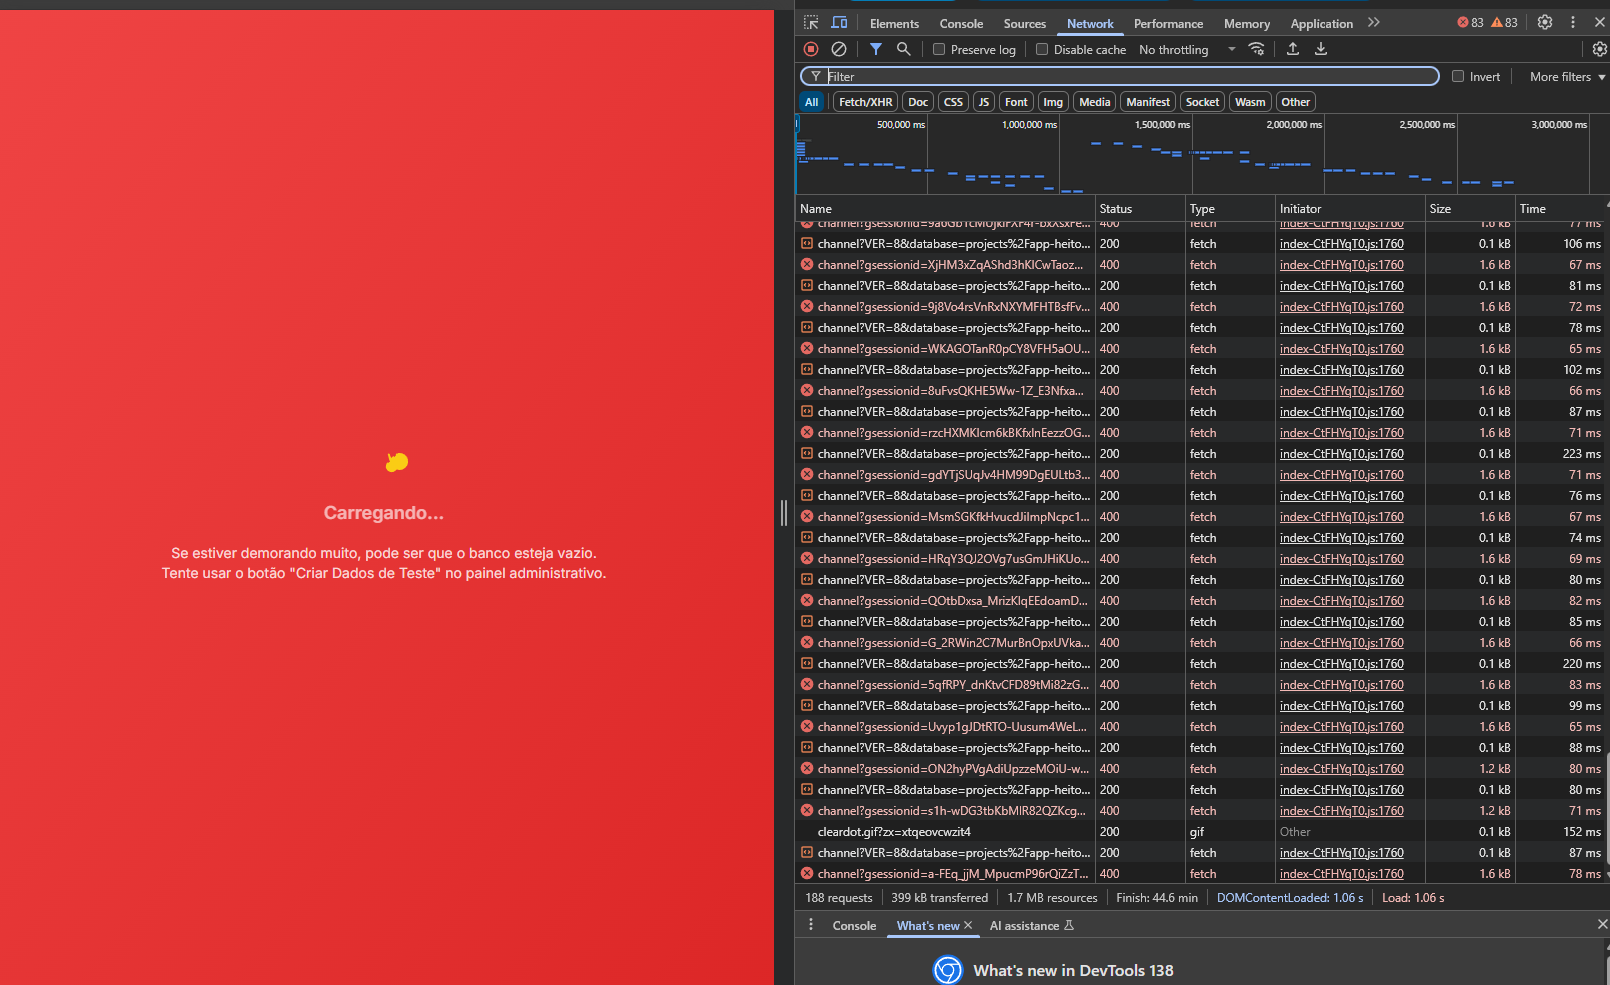 Carregando...
Se estiver demorando muito, pode ser que o banco esteja vazio.
Tente usar o botão "Criar Dados de Teste" no painel administrativo.
Elements Console Sources Network Performance Memory Application 83 83
Preserve log Disable cache No throttling
Filter Invert More filters
All Fetch/XHR Doc CSS JS Font Img Media Manifest Socket Wasm Other
500,000 ms 1,000,000 ms 1,500,000 ms 2,000,000 ms 2,500,000 ms 3,000,000 ms
Name Status Type Initiator Size Time
400 fetch index-CtFHYqT0.js:1760 1.6 kB 77 ms
channel?VER=8&database=projects%2Fapp-heito... 200 fetch index-CtFHYqT0.js:1760 0.1 kB 106 ms
channel?gsessionid=XjHM3xZqAShd3hKlCwTaoz... 400 fetch index-CtFHYqT0.js:1760 1.6 kB 67 ms
channel?VER=8&database=projects%2Fapp-heito... 200 fetch index-CtFHYqT0.js:1760 0.1 kB 81 ms
channel?gsessionid=9j8Vo4rsVnRxNXYMFHTBsfFv... 400 fetch index-CtFHYqT0.js:1760 1.6 kB 72 ms
channel?VER=8&database=projects%2Fapp-heito... 200 fetch index-CtFHYqT0.js:1760 0.1 kB 78 ms
channel?gsessionid=WKAGOTanR0pCY8VFH5aOU... 400 fetch index-CtFHYqT0.js:1760 1.6 kB 65 ms
channel?VER=8&database=projects%2Fapp-heito... 200 fetch index-CtFHYqT0.js:1760 0.1 kB 102 ms
channel?gsessionid=8uFvsQKHE5Ww-1Z_E3Nfxa... 400 fetch index-CtFHYqT0.js:1760 1.6 kB 66 ms
channel?VER=8&database=projects%2Fapp-heito... 200 fetch index-CtFHYqT0.js:1760 0.1 kB 87 ms
channel?gsessionid=rzcHXMKlcm6kBKfxlnEezzOG... 400 fetch index-CtFHYqT0.js:1760 1.6 kB 71 ms
channel?VER=8&database=projects%2Fapp-heito... 200 fetch index-CtFHYqT0.js:1760 0.1 kB 223 ms
channel?gsessionid=gdYTjSUqJv4HM99DgEULtb3... 400 fetch index-CtFHYqT0.js:1760 1.6 kB 71 ms
channel?VER=8&database=projects%2Fapp-heito... 200 fetch index-CtFHYqT0.js:1760 0.1 kB 76 ms
channel?gsessionid=MsmSGKfkHvucdJilmpNcpc1... 400 fetch index-CtFHYqT0.js:1760 1.6 kB 67 ms
channel?VER=8&database=projects%2Fapp-heito... 200 fetch index-CtFHYqT0.js:1760 0.1 kB 74 ms
channel?gsessionid=HRqY3QJ2OVg7usGmJHiKUo... 400 fetch index-CtFHYqT0.js:1760 1.6 kB 69 ms
channel?VER=8&database=projects%2Fapp-heito... 200 fetch index-CtFHYqT0.js:1760 0.1 kB 80 ms
channel?gsessionid=QOtbDxsa_MrizKlqEEdoamD... 400 fetch index-CtFHYqT0.js:1760 1.6 kB 82 ms
channel?VER=8&database=projects%2Fapp-heito... 200 fetch index-CtFHYqT0.js:1760 0.1 kB 85 ms
channel?gsessionid=G_2RWin2C7MurBnOpxUVka... 400 fetch index-CtFHYqT0.js:1760 1.6 kB 66 ms
channel?VER=8&database=projects%2Fapp-heito... 200 fetch index-CtFHYqT0.js:1760 0.1 kB 220 ms
channel?gsessionid=5qfRPY_dnKtvCFD89tMi82zG... 400 fetch index-CtFHYqT0.js:1760 1.6 kB 83 ms
channel?VER=8&database=projects%2Fapp-heito... 200 fetch index-CtFHYqT0.js:1760 0.1 kB 99 ms
channel?gsessionid=Uvyp1gJDtRTO-Uusum4WeL... 400 fetch index-CtFHYqT0.js:1760 1.6 kB 65 ms
channel?VER=8&database=projects%2Fapp-heito... 200 fetch index-CtFHYqT0.js:1760 0.1 kB 88 ms
channel?gsessionid=ON2hyPVgAdiUpzzeMOiU-w... 400 fetch index-CtFHYqT0.js:1760 1.2 kB 80 ms
channel?VER=8&database=projects%2Fapp-heito... 200 fetch index-CtFHYqT0.js:1760 0.1 kB 80 ms
channel?gsessionid=s1h-wDG3tbKbMlR82QZKcg... 400 fetch index-CtFHYqT0.js:1760 1.2 kB 71 ms
cleardot.gif?zx=xtqeovcwzit4 200 gif Other 0.1 kB 152 ms
channel?VER=8&database=projects%2Fapp-heito... 200 fetch index-CtFHYqT0.js:1760 0.1 kB 87 ms
channel?gsessionid=a-FEq_jjM_MpucmP96rQiZzT... 400 fetch index-CtFHYqT0.js:1760 1.6 kB 78 ms
188 requests 399 kB transferred 1.7 MB resources Finish: 44.6 min DOMContentLoaded: 1.06 s Load: 1.06 s
Console What's new AI assistance
What's new in DevTools 138